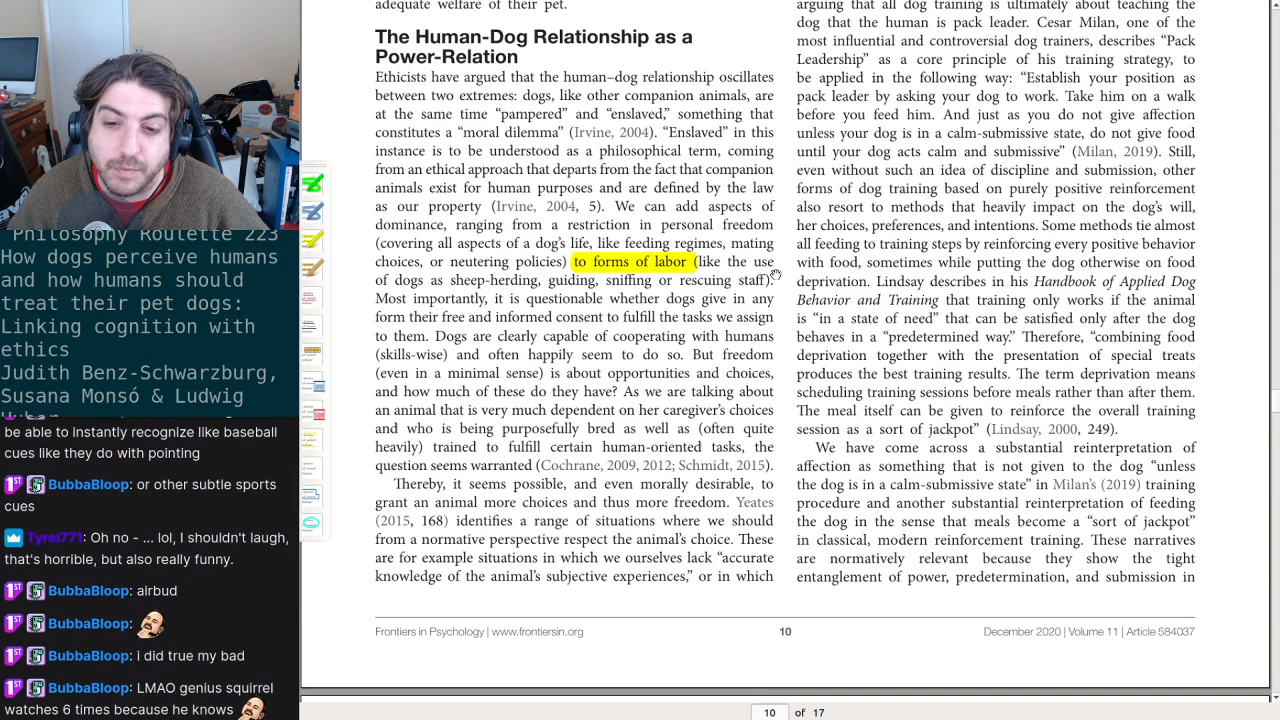 Philosophy Roulette 223
How dogs perceive humans
and how humans should
treat their pet dogs:
Linking cognition with
ethics
Judith Benz-Schwarzburg,
Susana Monsó & Ludwig
be able to instantly recognize like baseball
cues like they do with pointing
BubbaBloop: or other subtle sports
cues
Tyrel771: Oh no - ... lol, I shouldn't laugh,
that's horrible, but also really funny.
BubbaBloop: airbud
BubbaBloop:
BubbaBloop: i did true my bad
BubbaBloop: LMAO genius squirrel
watches 6 times because he knows
adequate welfare of their pet.
The Human-Dog Relationship as a
Power-Relation
Ethicists have argued that the human–dog relationship oscillates
between two extremes: dogs, like other companion animals, are
at the same time “pampered” and “enslaved,” something that
constitutes a “moral dilemma” (Irvine, 2004). “Enslaved” in this
instance is to be understood as a philosophical term, coming
from an ethical approach that departs from the fact that companion
animals exist for human purposes and are defined by the law
as our property (Irvine, 2004, 5). We can add aspects of
dominance, ranging from a restriction of personal freedom
(covering all aspects of a dog’s life, like feeding regimes, mating
choices, or neutering policies) to forms of labor (like the use
of dogs as sheep-herding, guiding, sniffing or rescuing staff).
Most importantly, it is questionable whether dogs give in any
form their free and informed consent to fulfill the tasks we assign
to them. Dogs are clearly capable of cooperating with humans
(skills-wise) and often happily seem to do so. But freedom
(even in a minimal sense) is about opportunities and choices,
and how much of these do they have? As we are talking about
an animal that is very much dependent on the caregiver’s choices
and who is being purposefully bred as well as (often quite
heavily) trained to fulfill certain human-interested tasks, the
question seems warranted (Cochrane, 2009, 2012; Schmidt, 2015).
Thereby, it seems possible, and even morally desirable, to
grant an animal more choices and thus more freedom. Yeates
(2015, 168) identifies a range of situations where we should
from a normative perspective respect the animal’s choice. These
are for example situations in which we ourselves lack “accurate
knowledge of the animal’s subjective experiences,” or in which
arguing that all dog training is ultimately about teaching the
dog that the human is pack leader. Cesar Milan, one of the
most influential and controversial dog trainers, describes “Pack
Leadership” as a core principle of his training strategy, to
be applied in the following way: “Establish your position as
pack leader by asking your dog to work. Take him on a walk
before you feed him. And just as you do not give affection
unless your dog is in a calm-submissive state, do not give food
until your dog acts calm and submissive” (Milan, 2019). Still
even without such an idea of discipline and submission, many
forms of dog training based on purely positive reinforcement
also resort to methods that heavily impact on the dog’s will,
her choices, preferences, and interests. Some methods tie almost
all feeding to training steps by reinforcing every positive behavior
with food, sometimes while putting the dog otherwise on food
deprivation. Lindsay describes in his Handbook of Applied Dog
Behavior and Training that training usually works if the dog
is in “a state of need” that can be satisfied only after the dog
behaves in a “predetermined way. Therefore, combining mild
deprivation together with the anticipation of a special treat
produces the best training results. The term derivation means
scheduling training sessions before meals rather than after them.
The meal itself can be given to reinforce the overall training
session as a sort of jackpot” (Lindsay, 2000, 239).
We have come across a social reward interpretation of
affection as something that is only given to the dog “unless
the dog is in a calm-submissive state” in Milan’s (2019) training
practice and another substance interpretation of feeding in
the idea of the meal that may become a sort of jackpot
in classical, modern reinforcement training. These narratives
are normatively relevant because they show the tight
entanglement of power, predetermination, and submission in
Frontiers in Psychology | www.frontiersin.org
10
December 2020 | Volume 11 | Article 584037
10 of 17